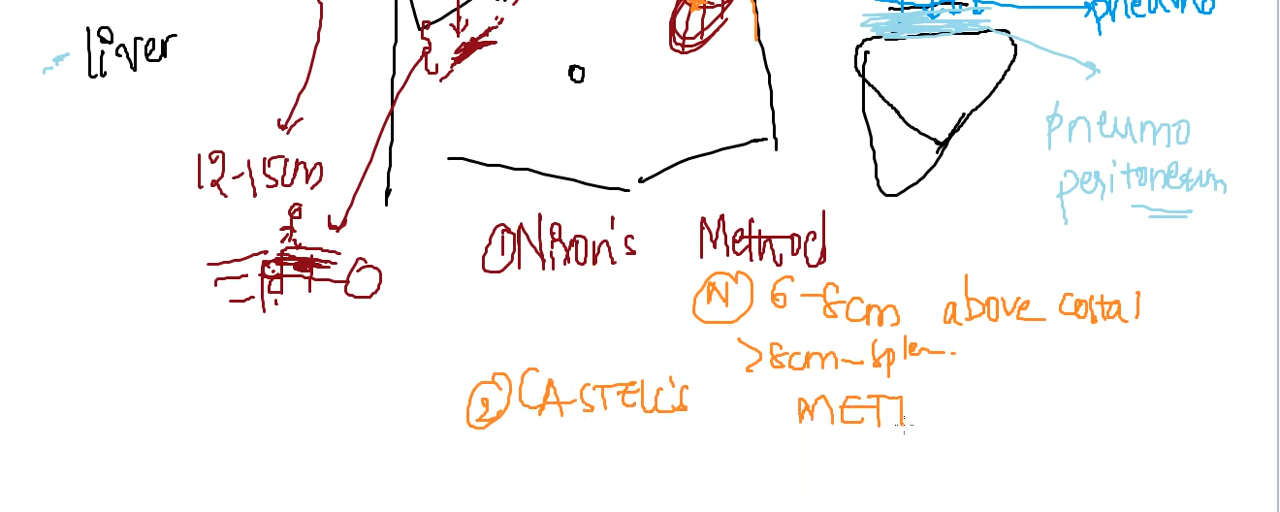 pneumo
liver
pneumo
peritoneum
12-15cm
① Nixon's Method
N 6-8cm above costal
>8cm-splen.
② CASTELL'S METH